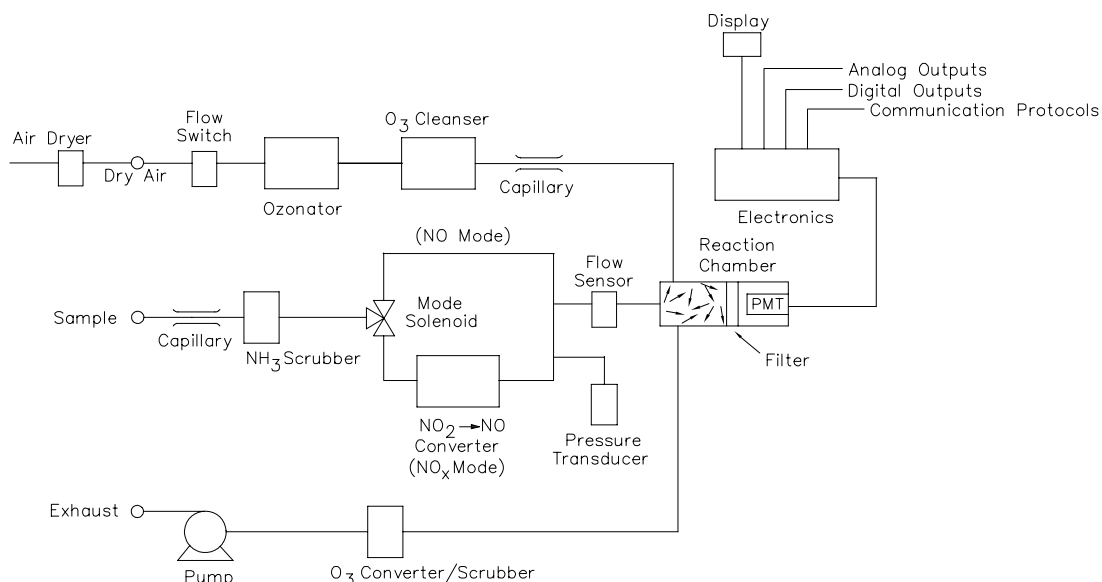 Display
Analog Outputs
Digital Outputs
Communication Protocols
Electronics
Air Dryer
Dry Air
Flow
Switch
Ozonator
O3 Cleanser
Capillary
(NO Mode)
Flow
Sensor
Reaction
Chamber
PMT
Filter
Sample
Capillary
NH3 Scrubber
Mode
Solenoid
NO2 → NO
Converter
(NOx Mode)
Pressure
Transducer
Exhaust
Pump
O3 Converter/Scrubber